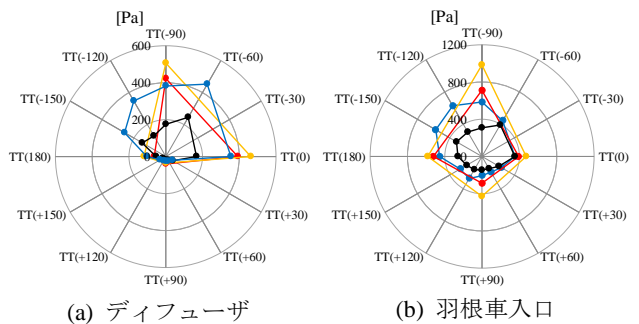 [Pa]
TT(-90)
600
TT(-120)
TT(-60)
400
TT(-150)
TT(-30)
200
TT(180)
0
TT(0)
TT(+150)
TT(+30)
TT(+120)
TT(+60)
TT(+90)
(a) ディフューザ
[Pa]
TT(-90)
1200
TT(-120)
TT(-60)
800
TT(-150)
TT(-30)
400
TT(180)
0
TT(0)
TT(+150)
TT(+30)
TT(+120)
TT(+60)
TT(+90)
(b) 羽根車入口